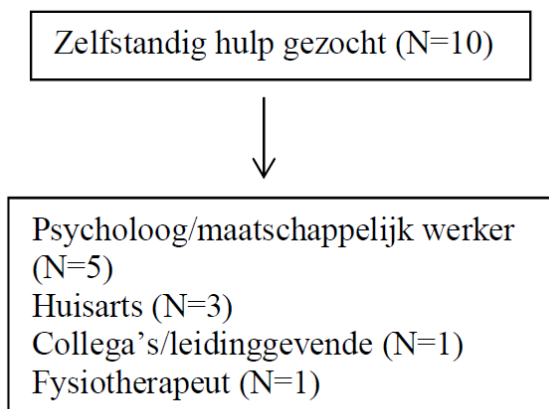 Zelfstandig hulp gezocht (N=10)
Psycholoog/maatschappelijk werker
(N=5)
Huisarts (N=3)
Collega's/leidinggevende (N=1)
Fysiotherapeut (N=1)